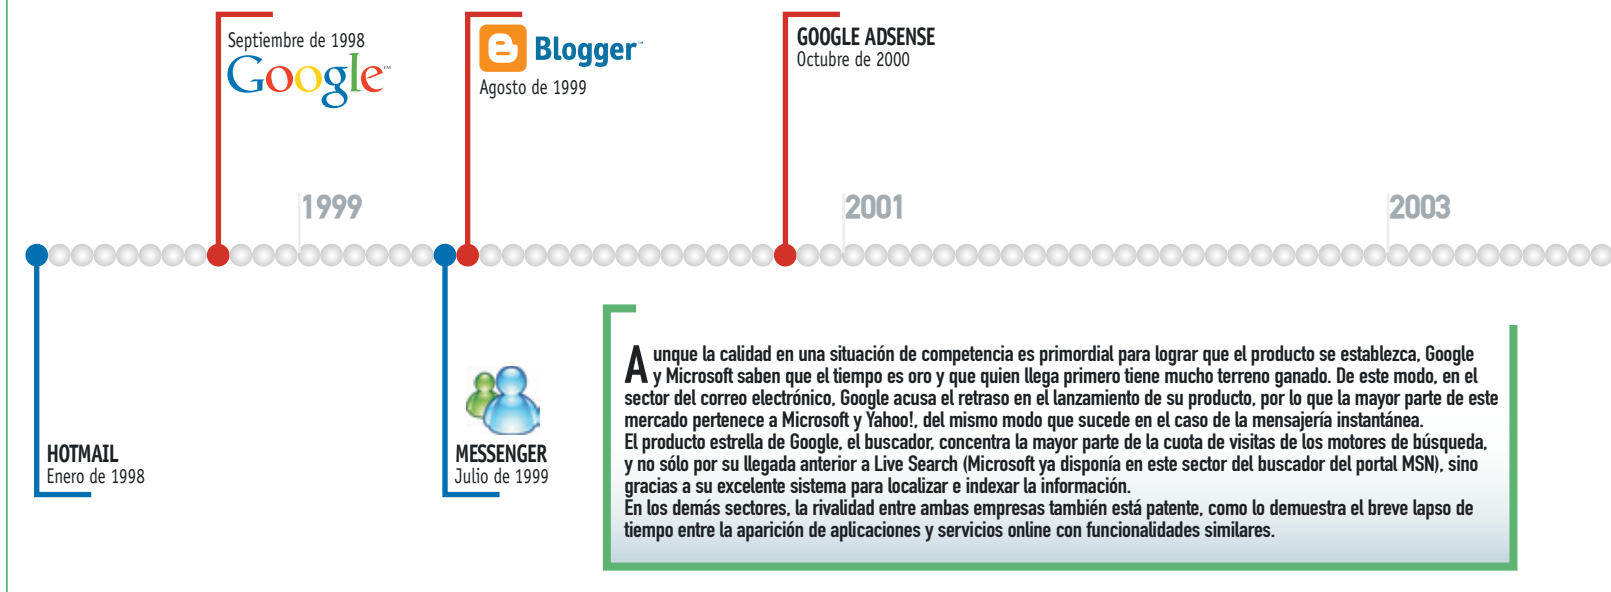 Septiembre de 1998
Google™
Blogger™
Agosto de 1999
GOOGLE ADSENSE
Octubre de 2000
1999
2001
2003
HOTMAIL
Enero de 1998
MESSENGER
Julio de 1999
Aunque la calidad en una situación de competencia es primordial para lograr que el producto se establezca, Google
y Microsoft saben que el tiempo es oro y que quien llega primero tiene mucho terreno ganado. De este modo, en el
sector del correo electrónico, Google acusa el retraso en el lanzamiento de su producto, por lo que la mayor parte de este
mercado pertenece a Microsoft y Yahoo!, del mismo modo que sucede en el caso de la mensajería instantánea.
El producto estrella de Google, el buscador, concentra la mayor parte de la cuota de visitas de los motores de búsqueda,
y no sólo por su llegada anterior a Live Search (Microsoft ya disponía en este sector del buscador del portal MSN), sino
gracias a su excelente sistema para localizar e indexar la información.
En los demás sectores, la rivalidad entre ambas empresas también está patente, como lo demuestra el breve lapso de
tiempo entre la aparición de aplicaciones y servicios online con funcionalidades similares.